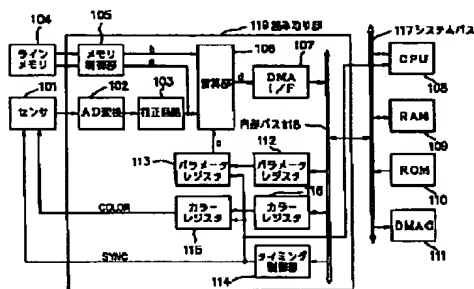 104
105
119 読み取り部
117 システムバス
ライン
メモリ
メモリ
制御部
b
a
106
演算部
107
d
DMA
I/F
CPU
108
101
センサ
102
AD変換
103
補正回路
内部バス118
RAM
109
c
113
パラメータ
レジスタ
112
パラメータ
レジスタ
ROM
110
COLOR
カラー
レジスタ
115
116
カラー
レジスタ
DMAC
111
SYNC
タイミング
制御部
114